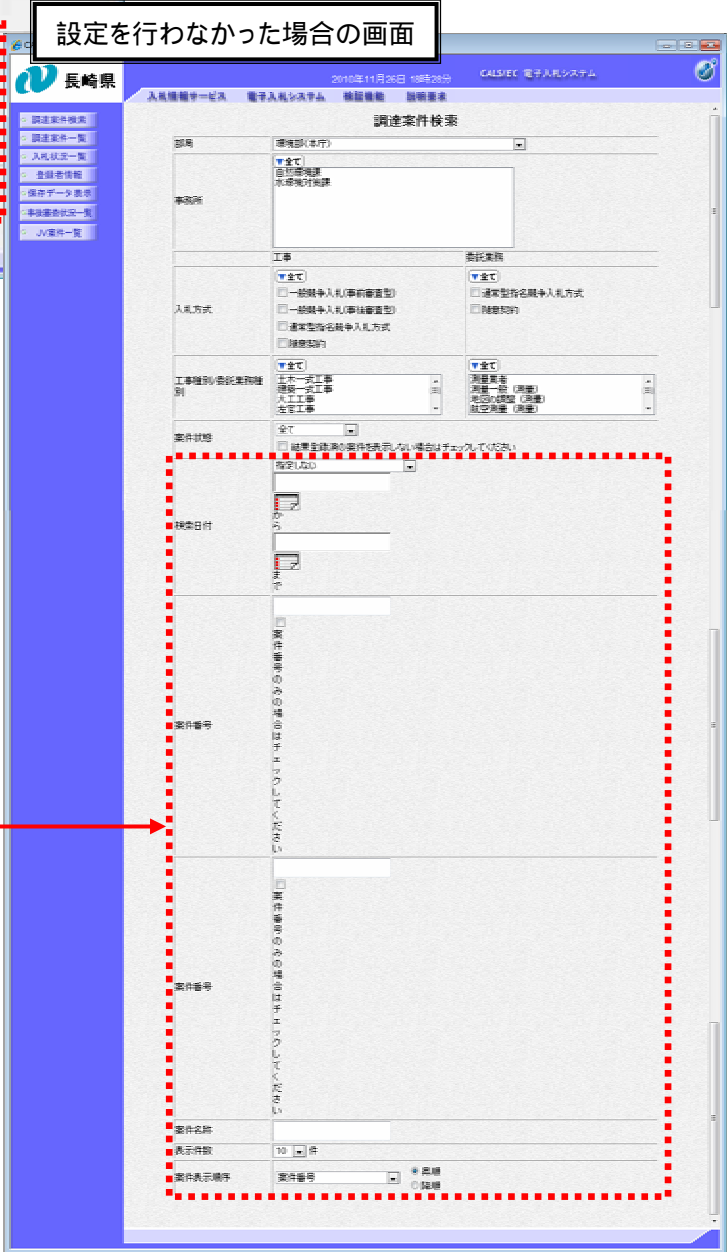 設定を行わなかった場合の画面
長崎県
2010年11月26日 18時28分
CALS/EC 電子入札システム
入札情報サービス
電子入札システム
検証機能
説明要求
調達案件検索
調達案件一覧
入札状況一覧
登録者情報
保存データ表示
事後審査状況一覧
JV案件一覧
調達案件検索
部局
環境部(本庁)
▼全て
事務所
自然環境課
水環境対策課
工事
委託業務
入札方式
▼全て
▼全て
一般競争入札(事前審査型)
通常型指名競争入札方式
一般競争入札(事後審査型)
随意契約
通常型指名競争入札方式
随意契約
工事種別/委託業務種別
▼全て
▼全て
土木一式工事
測量業者
建築一式工事
測量一般 (測量)
大工工事
地図の調整 (測量)
左官工事
航空測量 (測量)
案件状態
全て
結果登録済の案件を表示しない場合はチェックしてください
検索日付
指定しない
から
まで
案件番号
案件番号のみの場合はチェックしてください
案件番号
案件番号のみの場合はチェックしてください
案件名称
表示件数
10 件
案件表示順序
案件番号
昇順
降順